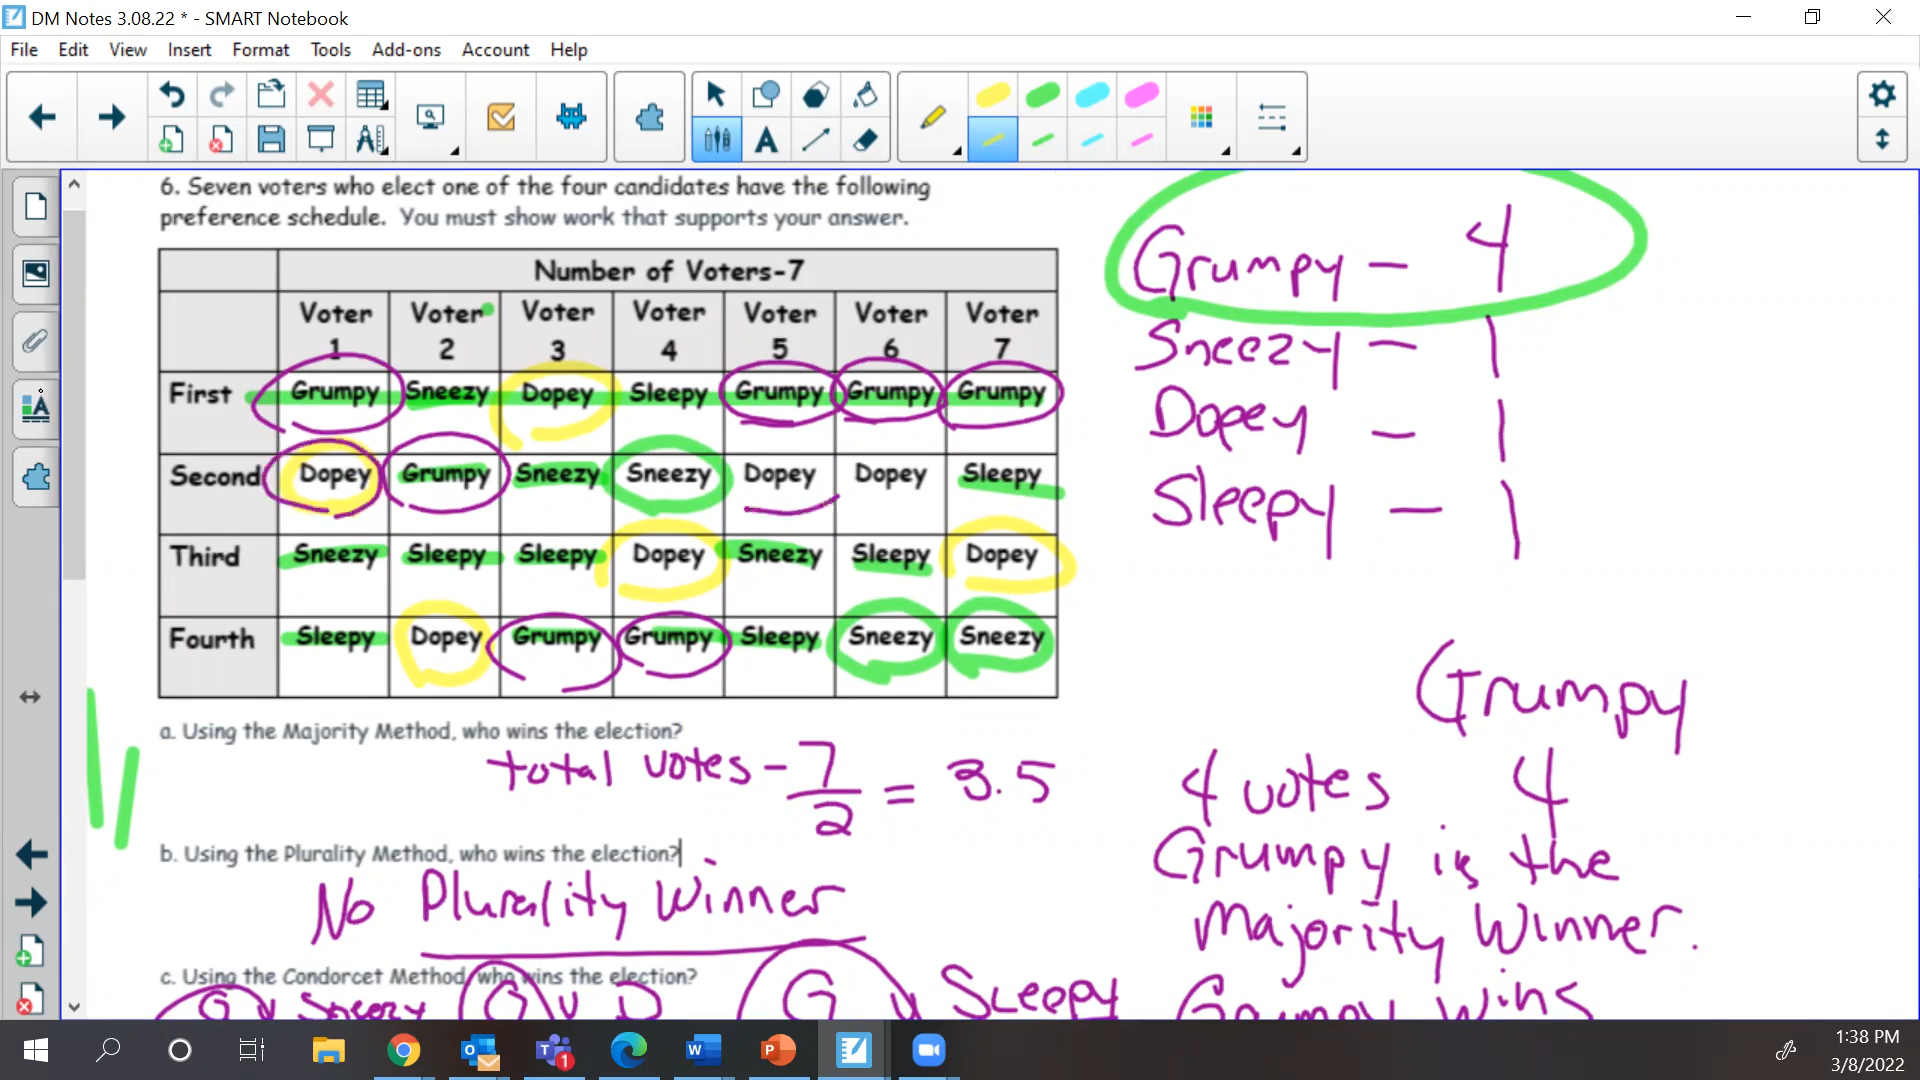 DM Notes 3.08.22 * - SMART Notebook
File Edit View Insert Format Tools Add-ons Account Help
6. Seven voters who elect one of the four candidates have the following
preference schedule. You must show work that supports your answer.
Number of Voters-7
Voter 1 Voter 2 Voter 3 Voter 4 Voter 5 Voter 6 Voter 7
First Grumpy Sneezy Dopey Sleepy Grumpy Grumpy Grumpy
Second Dopey Grumpy Sneezy Sneezy Dopey Dopey Sleepy
Third Sneezy Sleepy Sleepy Dopey Sneezy Sleepy Dopey
Fourth Sleepy Dopey Grumpy Grumpy Sleepy Sneezy Sneezy
Grumpy - 4
Sneezy - 1
Dopey - 1
Sleepy - 1
a. Using the Majority Method, who wins the election?
total votes - 7/2 = 3.5
Grumpy
4 votes 4
Grumpy is the
Majority Winner.
b. Using the Plurality Method, who wins the election?
No Plurality Winner
c. Using the Condorcet Method, who wins the election?
G v Sneezy G v D G v Sleepy Grumpy wins
1
1:38 PM
3/8/2022